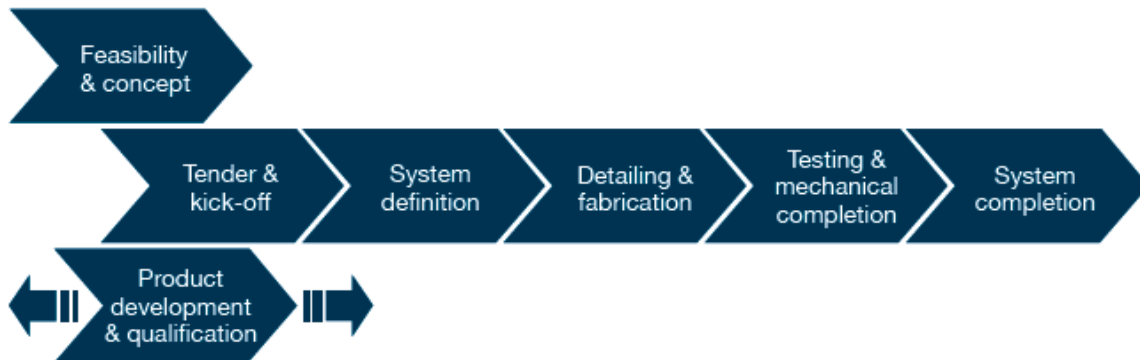 Feasibility
& concept
Tender &
kick-off
System
definition
Detailing &
fabrication
Testing &
mechanical
completion
System
completion
Product
development
& qualification